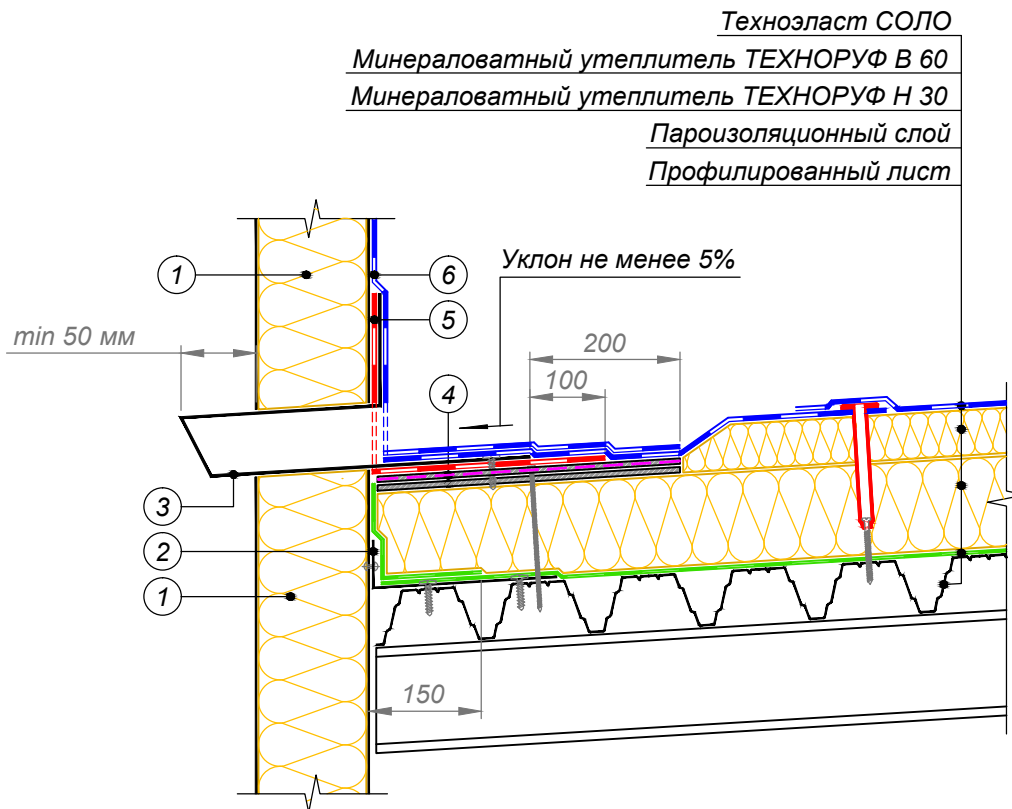 Техноэласт СОЛО
Минераловатный утеплитель ТЕХНОРУФ В 60
Минераловатный утеплитель ТЕХНОРУФ Н 30
Пароизоляционный слой
Профилированный лист
1
6
Уклон не менее 5%
5
min 50 мм
200
100
4
3
2
1
150